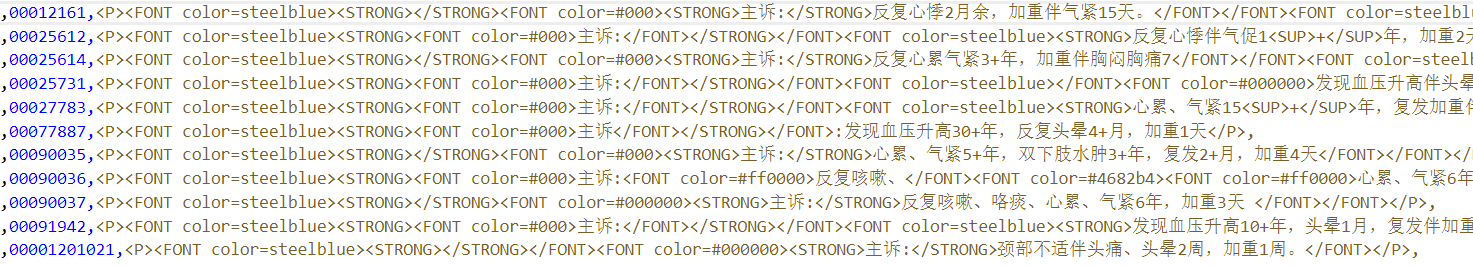 ,00012161,<P><FONT color=steelblue><STRONG></STRONG><FONT color=#000><STRONG>主诉:</STRONG>反复心悸2月余，加重伴气紧15天。</FONT></FONT><FONT color=steelblu
,00025612,<P><FONT color=steelblue><STRONG><FONT color=#000>主诉:</FONT></STRONG></FONT><FONT color=steelblue><STRONG>反复心悸伴气促1<SUP>+</SUP>年，加重2天
,00025614,<P><FONT color=steelblue><STRONG></STRONG><FONT color=#000><STRONG>主诉:</STRONG>反复心累气紧3+年，加重伴胸闷胸痛7</FONT></FONT><FONT color=steelb
,00025731,<P><FONT color=steelblue><STRONG><FONT color=#000>主诉:</FONT></STRONG></FONT><FONT color=steelblue></FONT><FONT color=#000000>发现血压升高伴头晕
,00027783,<P><FONT color=steelblue><STRONG><FONT color=#000>主诉:</FONT></STRONG></FONT><FONT color=steelblue><STRONG>心累、气紧15<SUP>+</SUP>年，复发加重伴
,00077887,<P><FONT color=steelblue><STRONG><FONT color=#000>主诉</FONT></STRONG></FONT>:发现血压升高30+年，反复头晕4+月，加重1天</P>,
,00090035,<P><FONT color=steelblue><STRONG></STRONG><FONT color=#000><STRONG>主诉:</STRONG>心累、气紧5+年，双下肢水肿3+年，复发2+月，加重4天</FONT></FONT></
,00090036,<P><FONT color=steelblue><STRONG><FONT color=#000>主诉:<FONT color=#ff0000>反复咳嗽、</FONT><FONT color=#4682b4><FONT color=#ff0000>心累、气紧6年
,00090037,<P><FONT color=steelblue><STRONG></STRONG><FONT color=#000000><STRONG>主诉:</STRONG>反复咳嗽、咯痰、心累、气紧6年，加重3天 </FONT></FONT></P>,
,00091942,<P><FONT color=steelblue><STRONG><FONT color=#000>主诉:</FONT></STRONG></FONT><FONT color=steelblue><STRONG>发现血压升高10+年，头晕1月，复发伴加重
,00001201021,<P><FONT color=steelblue><STRONG></STRONG></FONT><FONT color=#000000><STRONG>主诉:</STRONG>颈部不适伴头痛、头晕2周，加重1周。</FONT></P>,